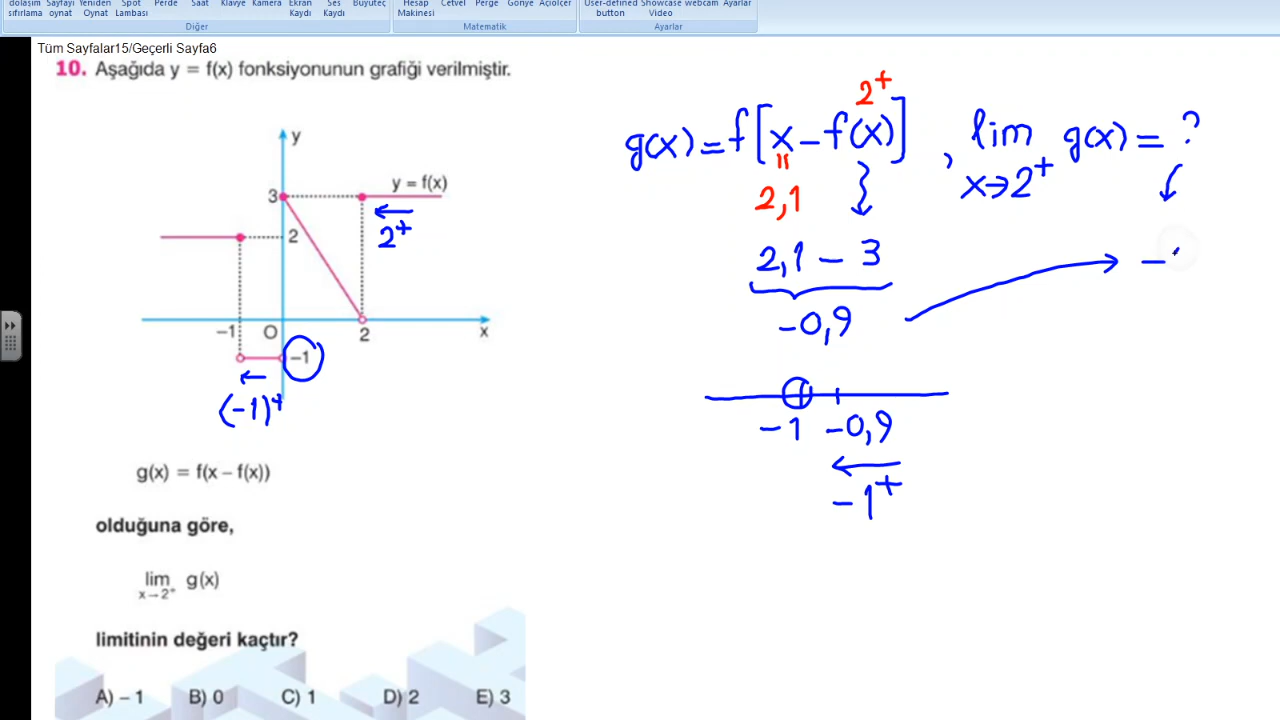 dolaşım Sayfayı Yeniden Spot Perde Saat Klavye Kamera Ekran Ses Büyüteç
sıfırlama oynat Oynat Lambası Kaydı Kaydı
Diğer
Hesap Cetvel Perge Gönye Açıölçer
Makinesi
Matematik
User-defined Showcase webcam Ayarlar
button Video
Ayarlar
Tüm Sayfalar15/Geçerli Sayfa6
10. Aşağıda y = f(x) fonksiyonunun grafiği verilmiştir.
y
y = f(x)
3
2⁺
2
-1
O
2
x
-1
(-1)⁺
g(x) = f(x – f(x))
olduğuna göre,
lim g(x)
x→2⁺
limitinin değeri kaçtır?
A) – 1 B) 0 C) 1 D) 2 E) 3
2⁺
g(x)=f[x-f(x)] , lim g(x)=?
x→2⁺
2,1
2,1 - 3
-0,9
-1 -0,9
-1⁺